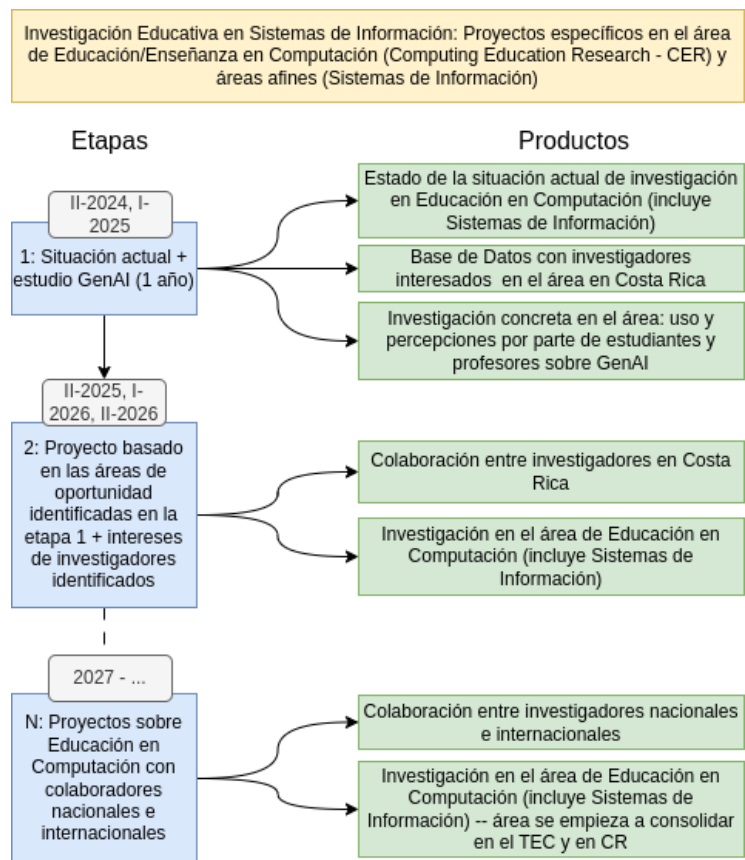 Investigación Educativa en Sistemas de Información: Proyectos específicos en el área
de Educación/Enseñanza en Computación (Computing Education Research - CER) y
áreas afines (Sistemas de Información)
Etapas
Productos
II-2024, I-
2025
1: Situación actual +
estudio GenAI (1 año)
Estado de la situación actual de investigación
en Educación en Computación (incluye
Sistemas de Información)
Base de Datos con investigadores
interesados en el área en Costa Rica
Investigación concreta en el área: uso y
percepciones por parte de estudiantes y
profesores sobre GenAI
II-2025, I-
2026, II-2026
2: Proyecto basado
en las áreas de
oportunidad
identificadas en la
etapa 1 + intereses
de investigadores
identificados
Colaboración entre investigadores en Costa
Rica
Investigación en el área de Educación en
Computación (incluye Sistemas de
Información)
2027 - ...
N: Proyectos sobre
Educación en
Computación con
colaboradores
nacionales e
internacionales
Colaboración entre investigadores nacionales
e internacionales
Investigación en el área de Educación en
Computación (incluye Sistemas de
Información) -- área se empieza a consolidar
en el TEC y en CR